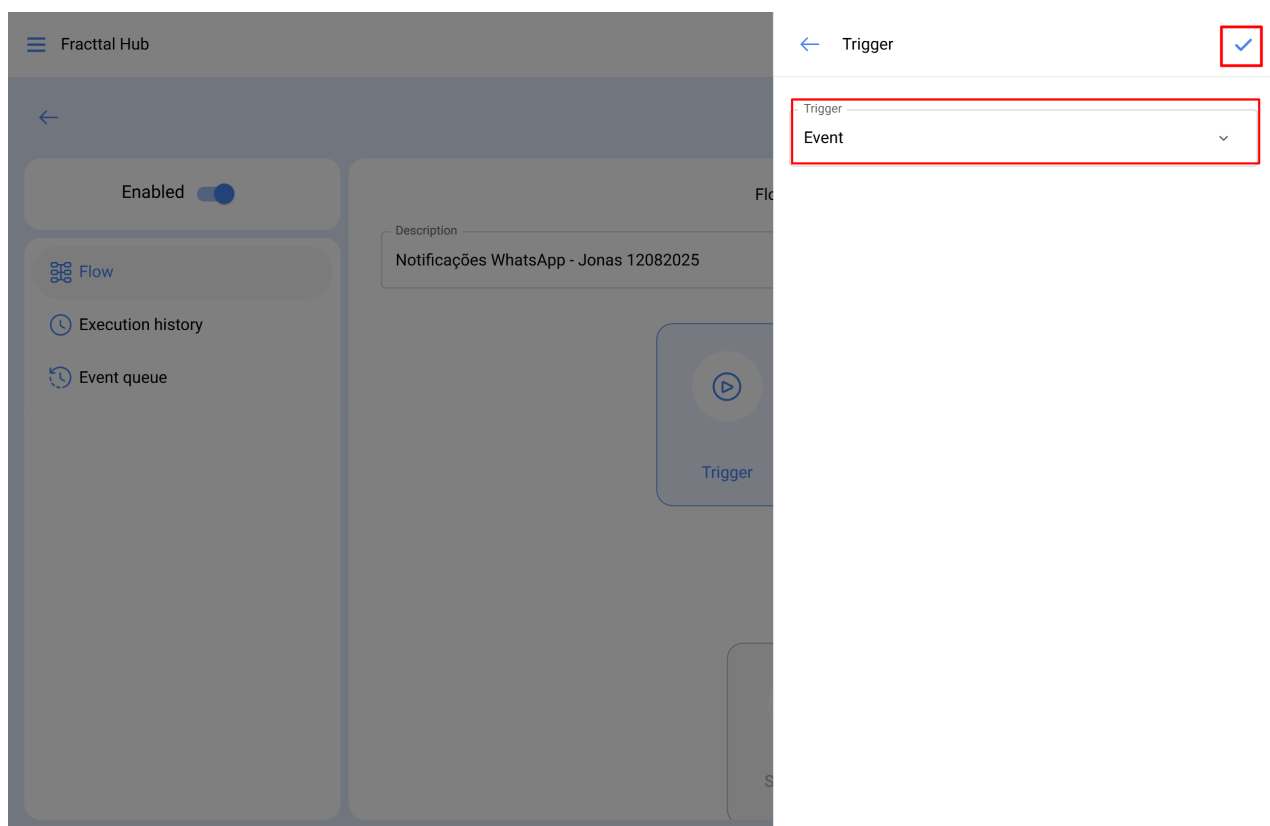 Fracttal Hub
Trigger
Trigger
Event
Enabled
Flow
Execution history
Event queue
Description
Notificações WhatsApp - Jonas 12082025
Trigger